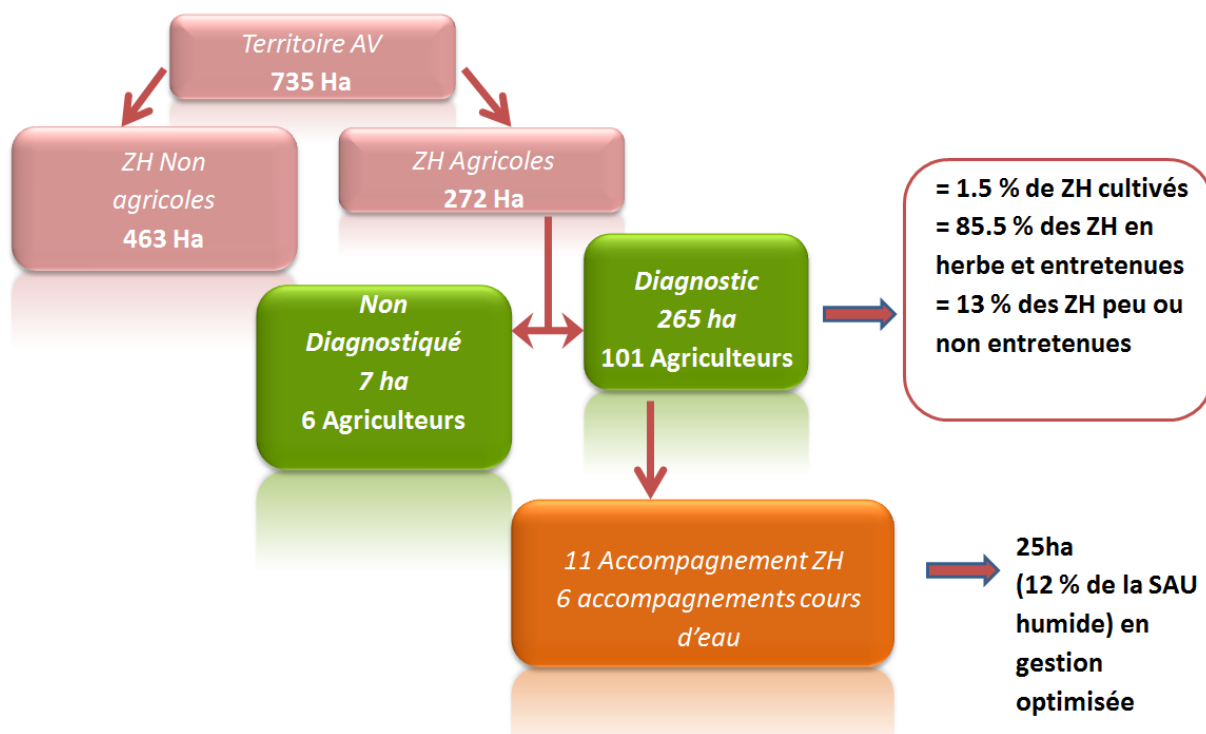 Territoire AV
735 Ha
ZH Non
agricoles
463 Ha
ZH Agricoles
272 Ha
Non
Diagnostiqué
7 ha
6 Agriculteurs
Diagnostic
265 ha
101 Agriculteurs
= 1.5 % de ZH cultivés
= 85.5 % des ZH en
herbe et entretenues
= 13 % des ZH peu ou
non entretenues
11 Accompagnement ZH
6 accompagnements cours
d'eau
25ha
(12 % de la SAU
humide) en
gestion
optimisée